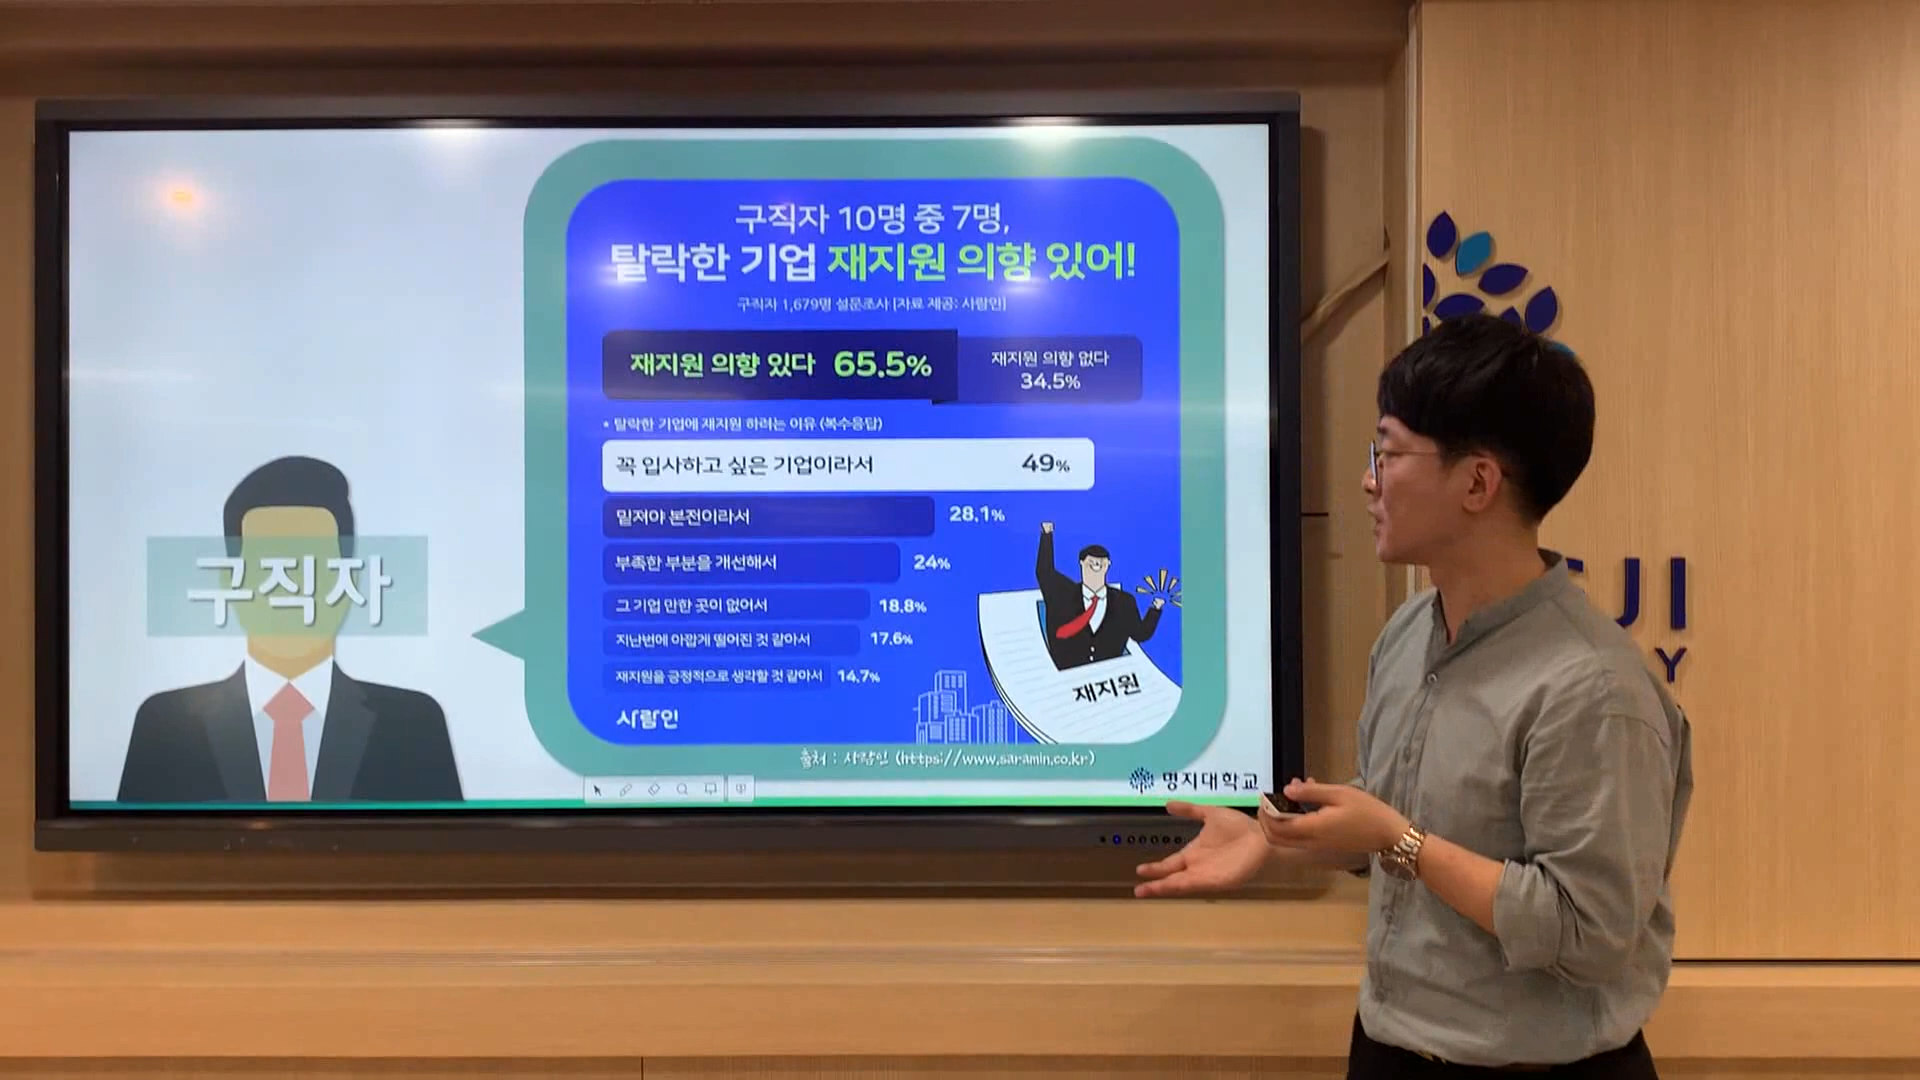 구직자 10명 중 7명,
탈락한 기업 재지원 의향 있어!
구직자 1,679명 설문조사 [자료 제공: 사람인]
재지원 의향 있다 65.5%
재지원 의향 없다
34.5%
• 탈락한 기업에 재지원 하려는 이유 (복수응답)
꼭 입사하고 싶은 기업이라서 49%
밑져야 본전이라서 28.1%
부족한 부분을 개선해서 24%
그 기업 만한 곳이 없어서 18.8%
지난번에 아깝게 떨어진 것 같아서 17.6%
재지원을 긍정적으로 생각할 것 같아서 14.7%
재지원
사람인
구직자
출처 : 사람인 (https://www.saramin.co.kr)
명지대학교
JI
Y